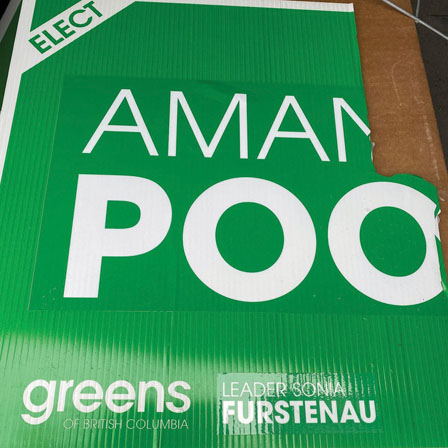 ELECT
AMAN
POO
greens
OF BRITISH COLUMBIA
LEADER SONIA
FURSTENAU